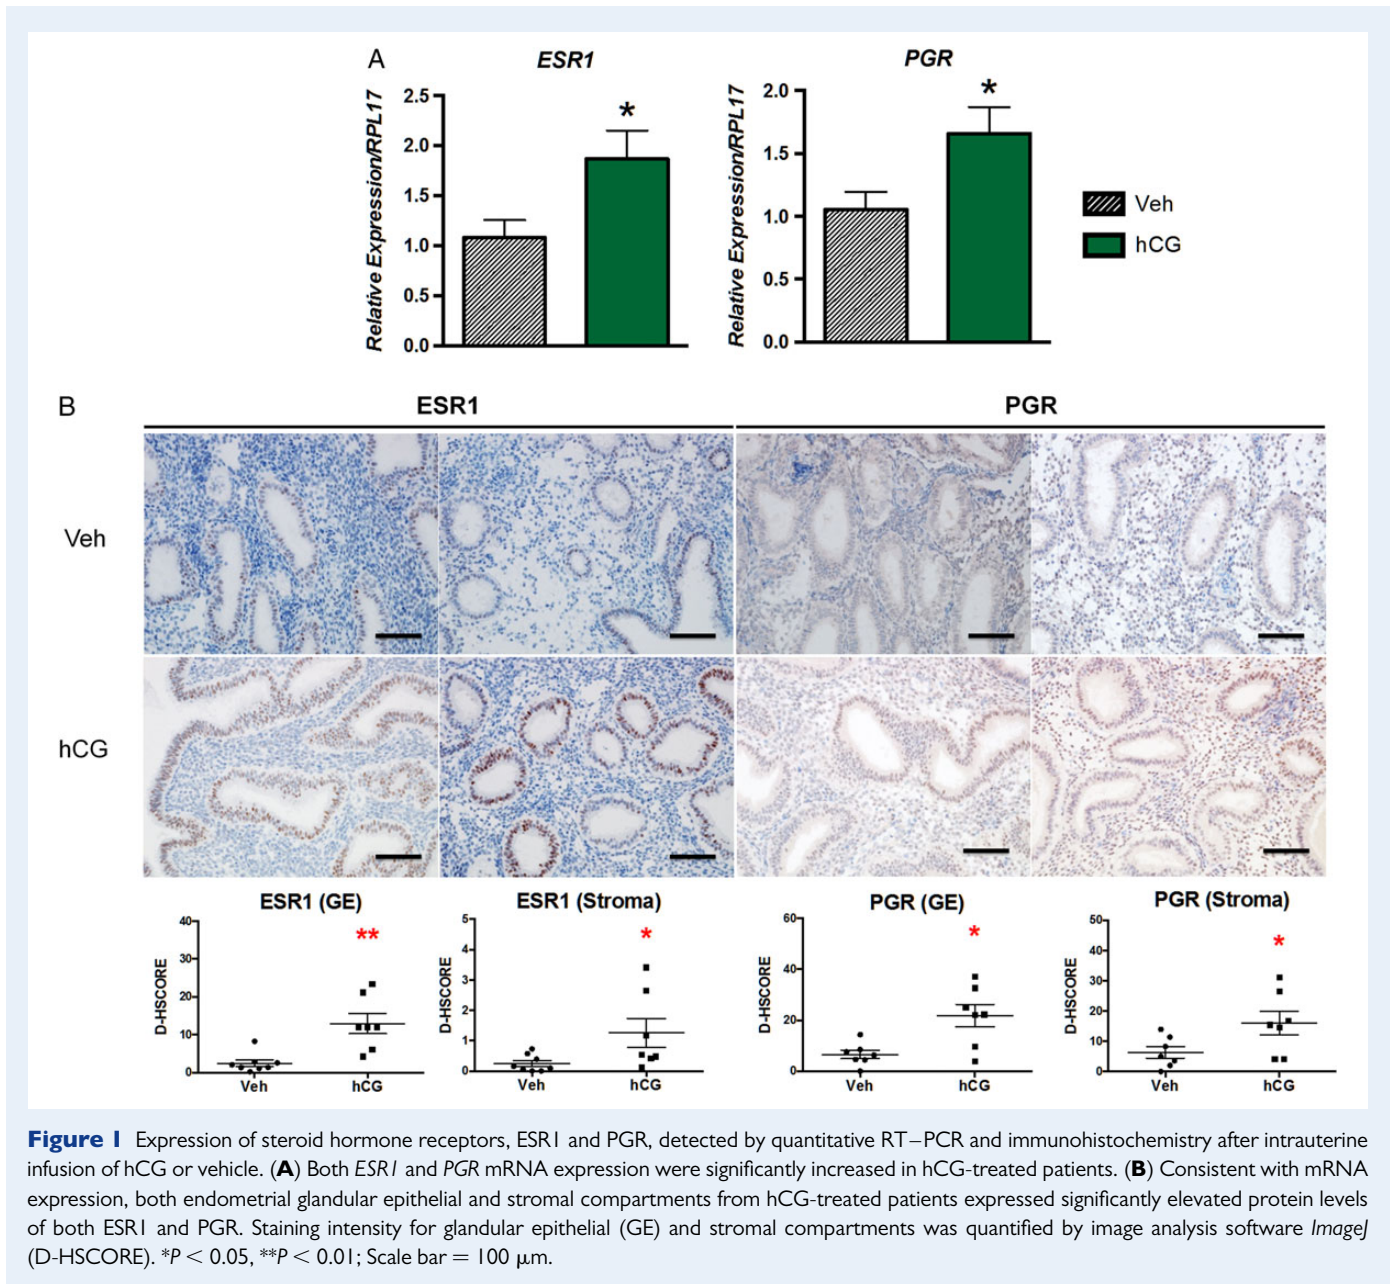 A
ESR1
PGR
Relative Expression/RPL17
2.5
2.0
1.5
1.0
0.5
0.0
*
Relative Expression/RPL17
2.0
1.5
1.0
0.5
0.0
*
Veh
hCG
B
ESR1
PGR
Veh
hCG
ESR1 (GE)
D-HSCORE
40
30
20
10
0
**
Veh
hCG
ESR1 (Stroma)
D-HSCORE
5
4
3
2
1
0
*
Veh
hCG
PGR (GE)
D-HSCORE
60
40
20
0
*
Veh
hCG
PGR (Stroma)
D-HSCORE
50
40
30
20
10
0
*
Veh
hCG
Figure 1 Expression of steroid hormone receptors, ESR1 and PGR, detected by quantitative RT–PCR and immunohistochemistry after intrauterine
infusion of hCG or vehicle. (A) Both ESR1 and PGR mRNA expression were significantly increased in hCG-treated patients. (B) Consistent with mRNA
expression, both endometrial glandular epithelial and stromal compartments from hCG-treated patients expressed significantly elevated protein levels
of both ESR1 and PGR. Staining intensity for glandular epithelial (GE) and stromal compartments was quantified by image analysis software ImageJ
(D-HSCORE). *P < 0.05, **P < 0.01; Scale bar = 100 μm.